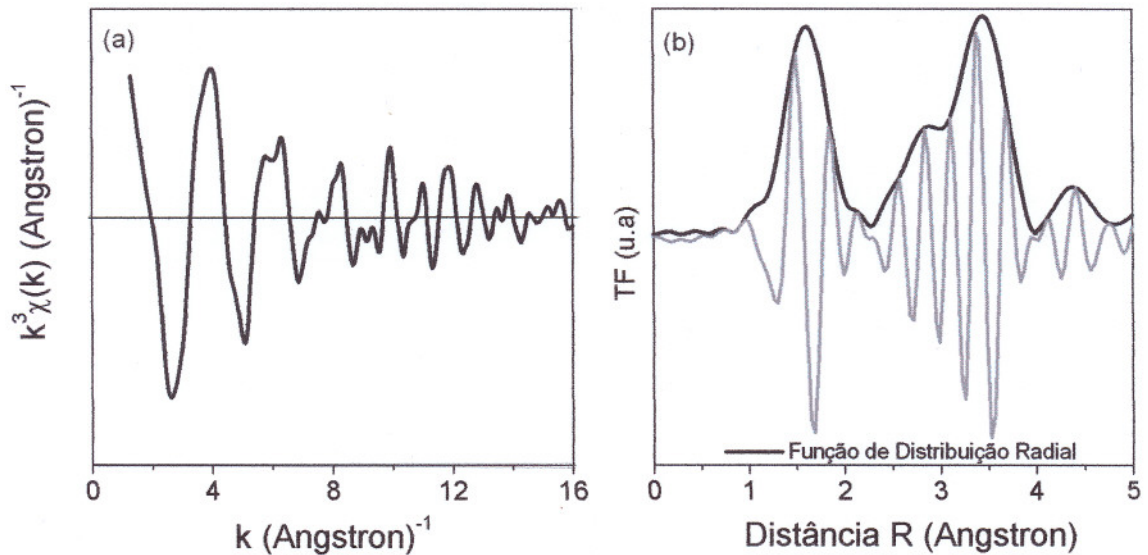 (a)
k³χ(k) (Angstron)⁻¹
0 4 8 12 16
k (Angstron)⁻¹
(b)
TF (u.a)
Função de Distribuição Radial
0 1 2 3 4 5
Distância R (Angstron)